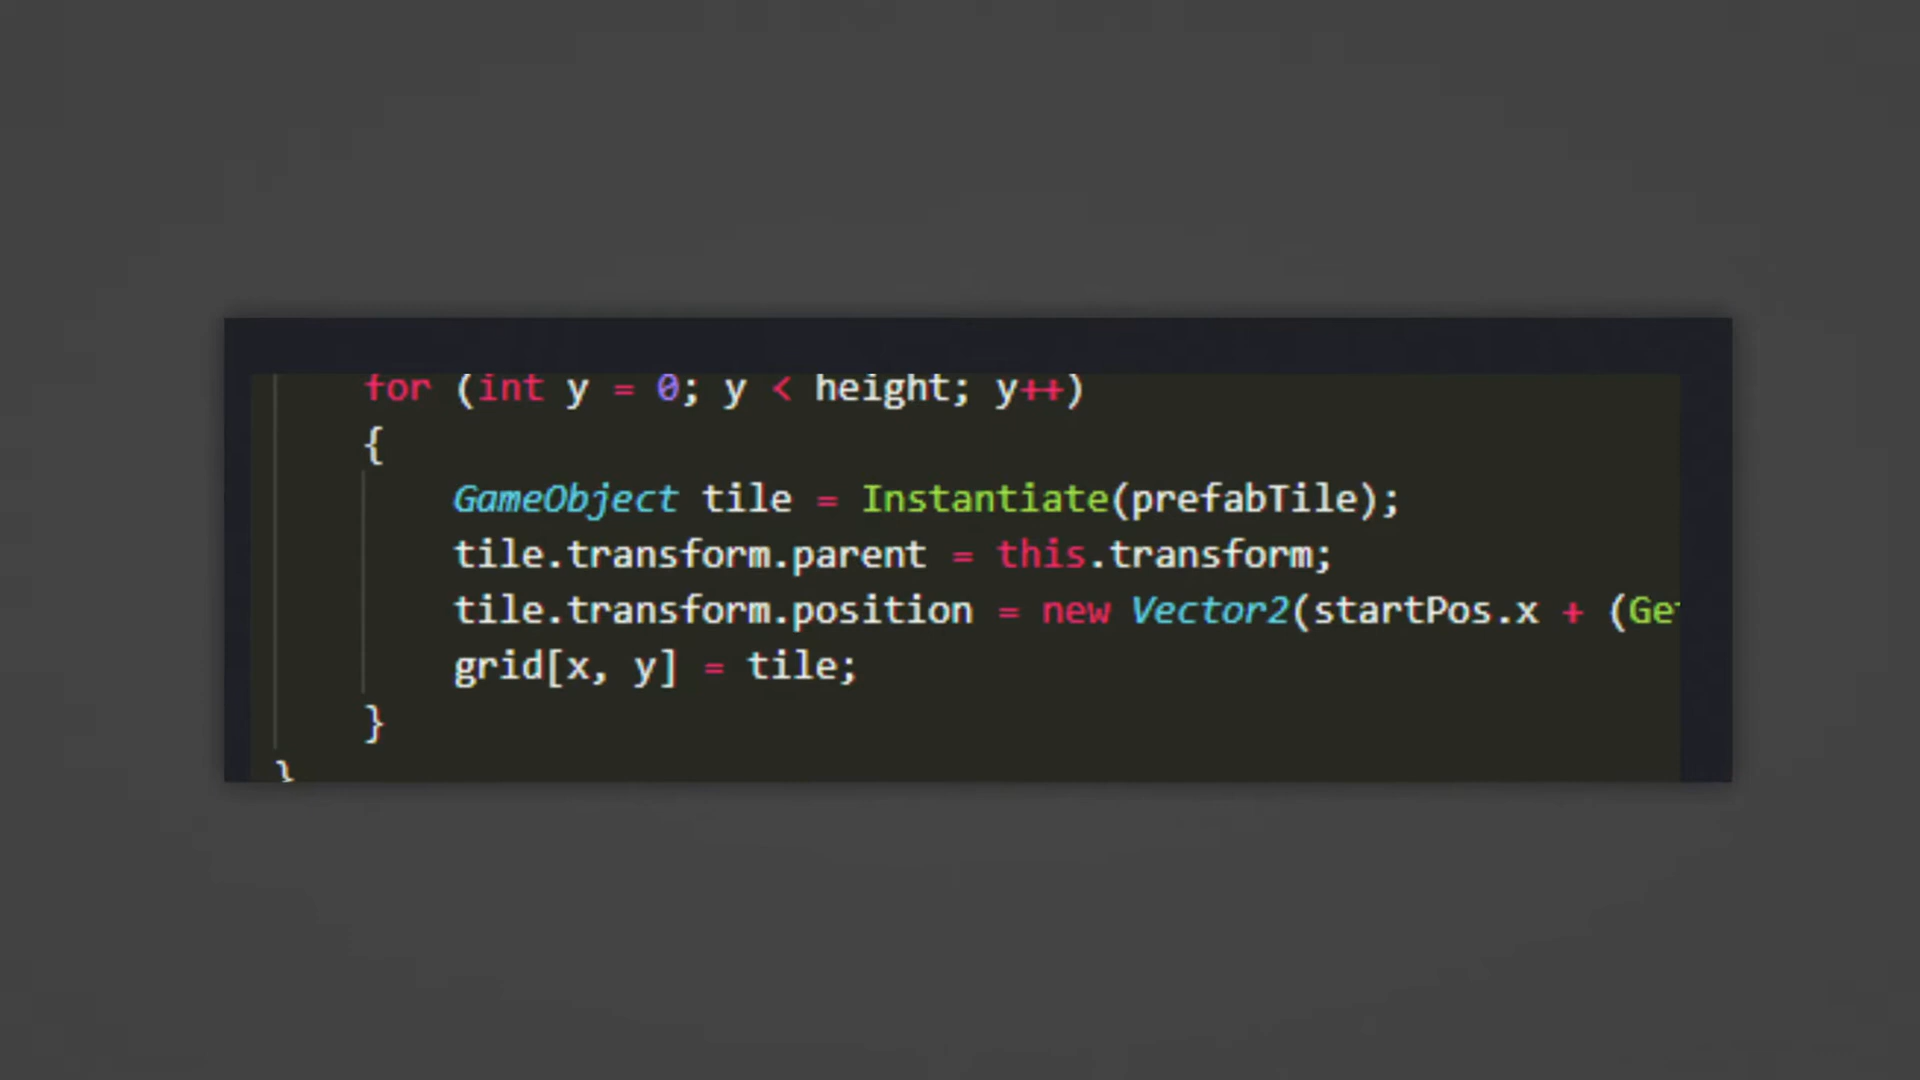 for (int y = 0; y < height; y++)
{
GameObject tile = Instantiate(prefabTile);
tile.transform.parent = this.transform;
tile.transform.position = new Vector2(startPos.x + (Ge
grid[x, y] = tile;
}
}